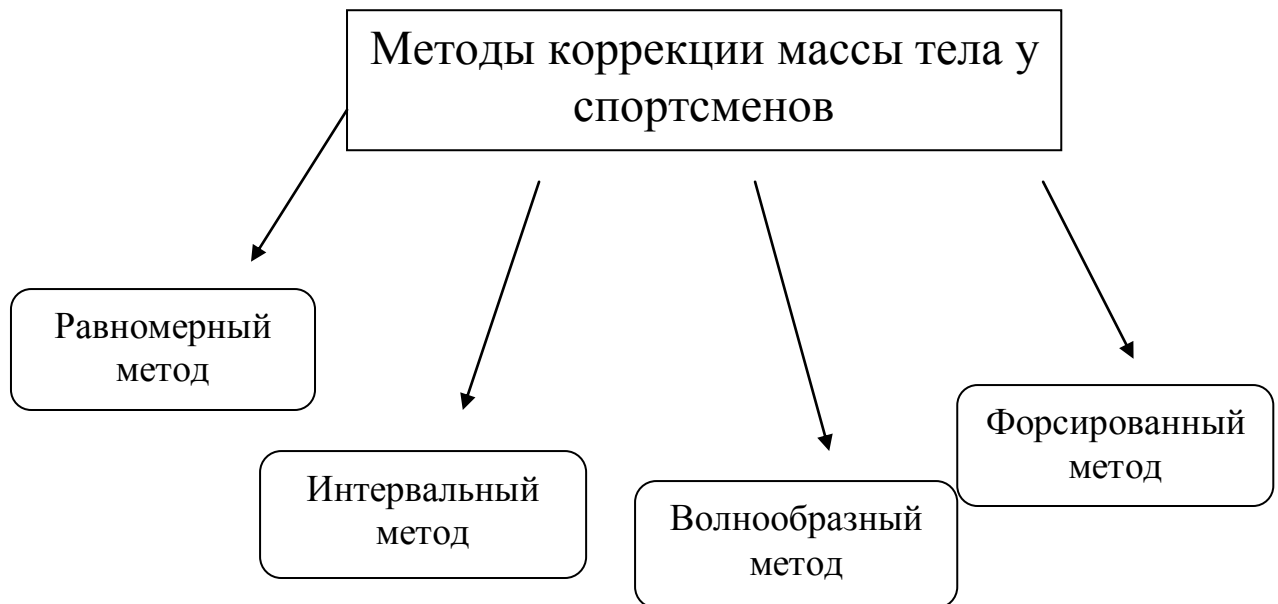 Методы коррекции массы тела у
спортсменов
Равномерный
метод
Интервальный
метод
Волнообразный
метод
Форсированный
метод